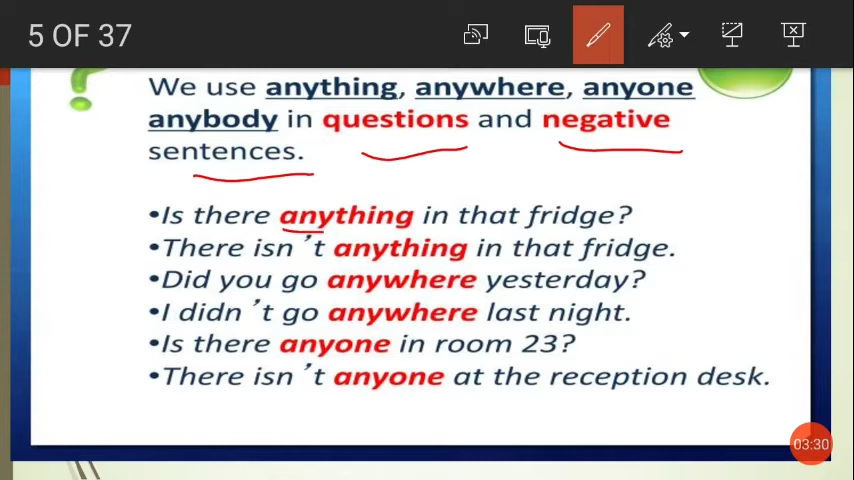 5 OF 37
We use anything, anywhere, anyone
anybody in questions and negative
sentences.
•Is there anything in that fridge?
•There isn't anything in that fridge.
•Did you go anywhere yesterday?
•I didn't go anywhere last night.
•Is there anyone in room 23?
•There isn't anyone at the reception desk.
03:30